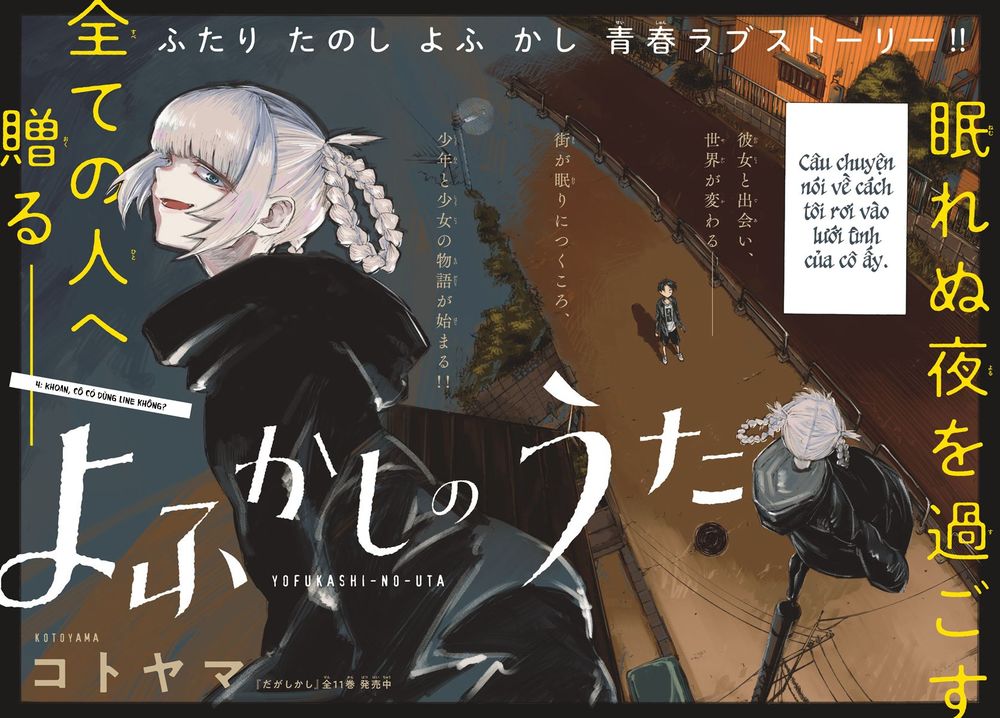 ふたり たのし よふ かし 青春ラブストーリー!!
眠れぬ夜を過ごす
全ての人へ
贈る――
Câu chuyện
nói về cách
tôi rơi vào
lưới tình
của cô ấy.
彼女と出会い、
世界が変わる――
街が眠りにつくころ、
少年と少女の物語が始まる!!
4: KHOAN, CÔ CÓ DÙNG LINE KHÔNG?
よふかしのうた
YOFUKASHI-NO-UTA
KOTOYAMA
コトヤマ
『だがしかし』全11巻 発売中